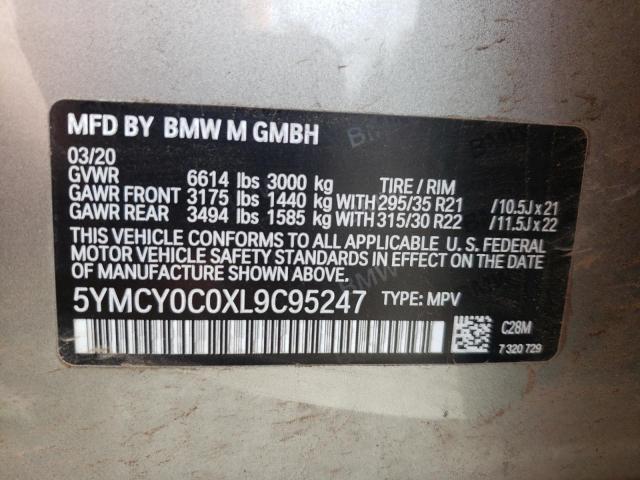 MFD BY BMW M GMBH
03/20
GVWR 6614 lbs 3000 kg TIRE / RIM
GAWR FRONT 3175 lbs 1440 kg WITH 295/35 R21 /10.5J x 21
GAWR REAR 3494 lbs 1585 kg WITH 315/30 R22 /11.5J x 22
THIS VEHICLE CONFORMS TO ALL APPLICABLE U.S. FEDERAL
MOTOR VEHICLE SAFETY STANDARDS IN EFFECT ON THE
DATE OF MANUFACTURE SHOWN ABOVE.
5YMCY0C0XL9C95247 TYPE: MPV
C28M
7 320 729